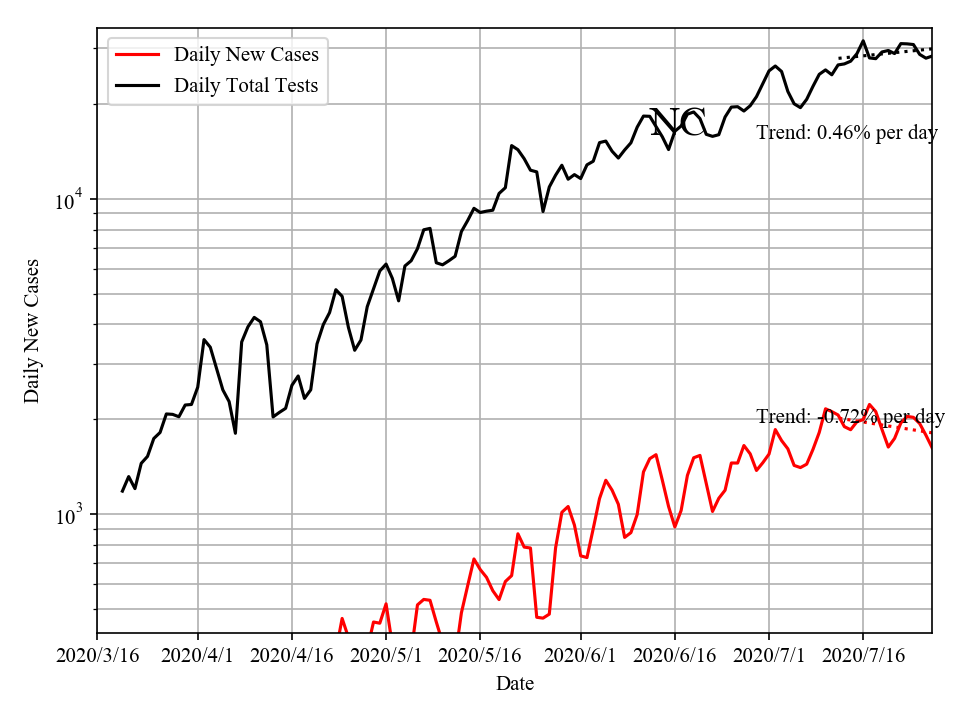 Daily New Cases
Daily Total Tests
NC
Trend: 0.46% per day
Trend: -0.72% per day
10^4
10^3
Daily New Cases
2020/3/16 2020/4/1 2020/4/16 2020/5/1 2020/5/16 2020/6/1 2020/6/16 2020/7/1 2020/7/16
Date